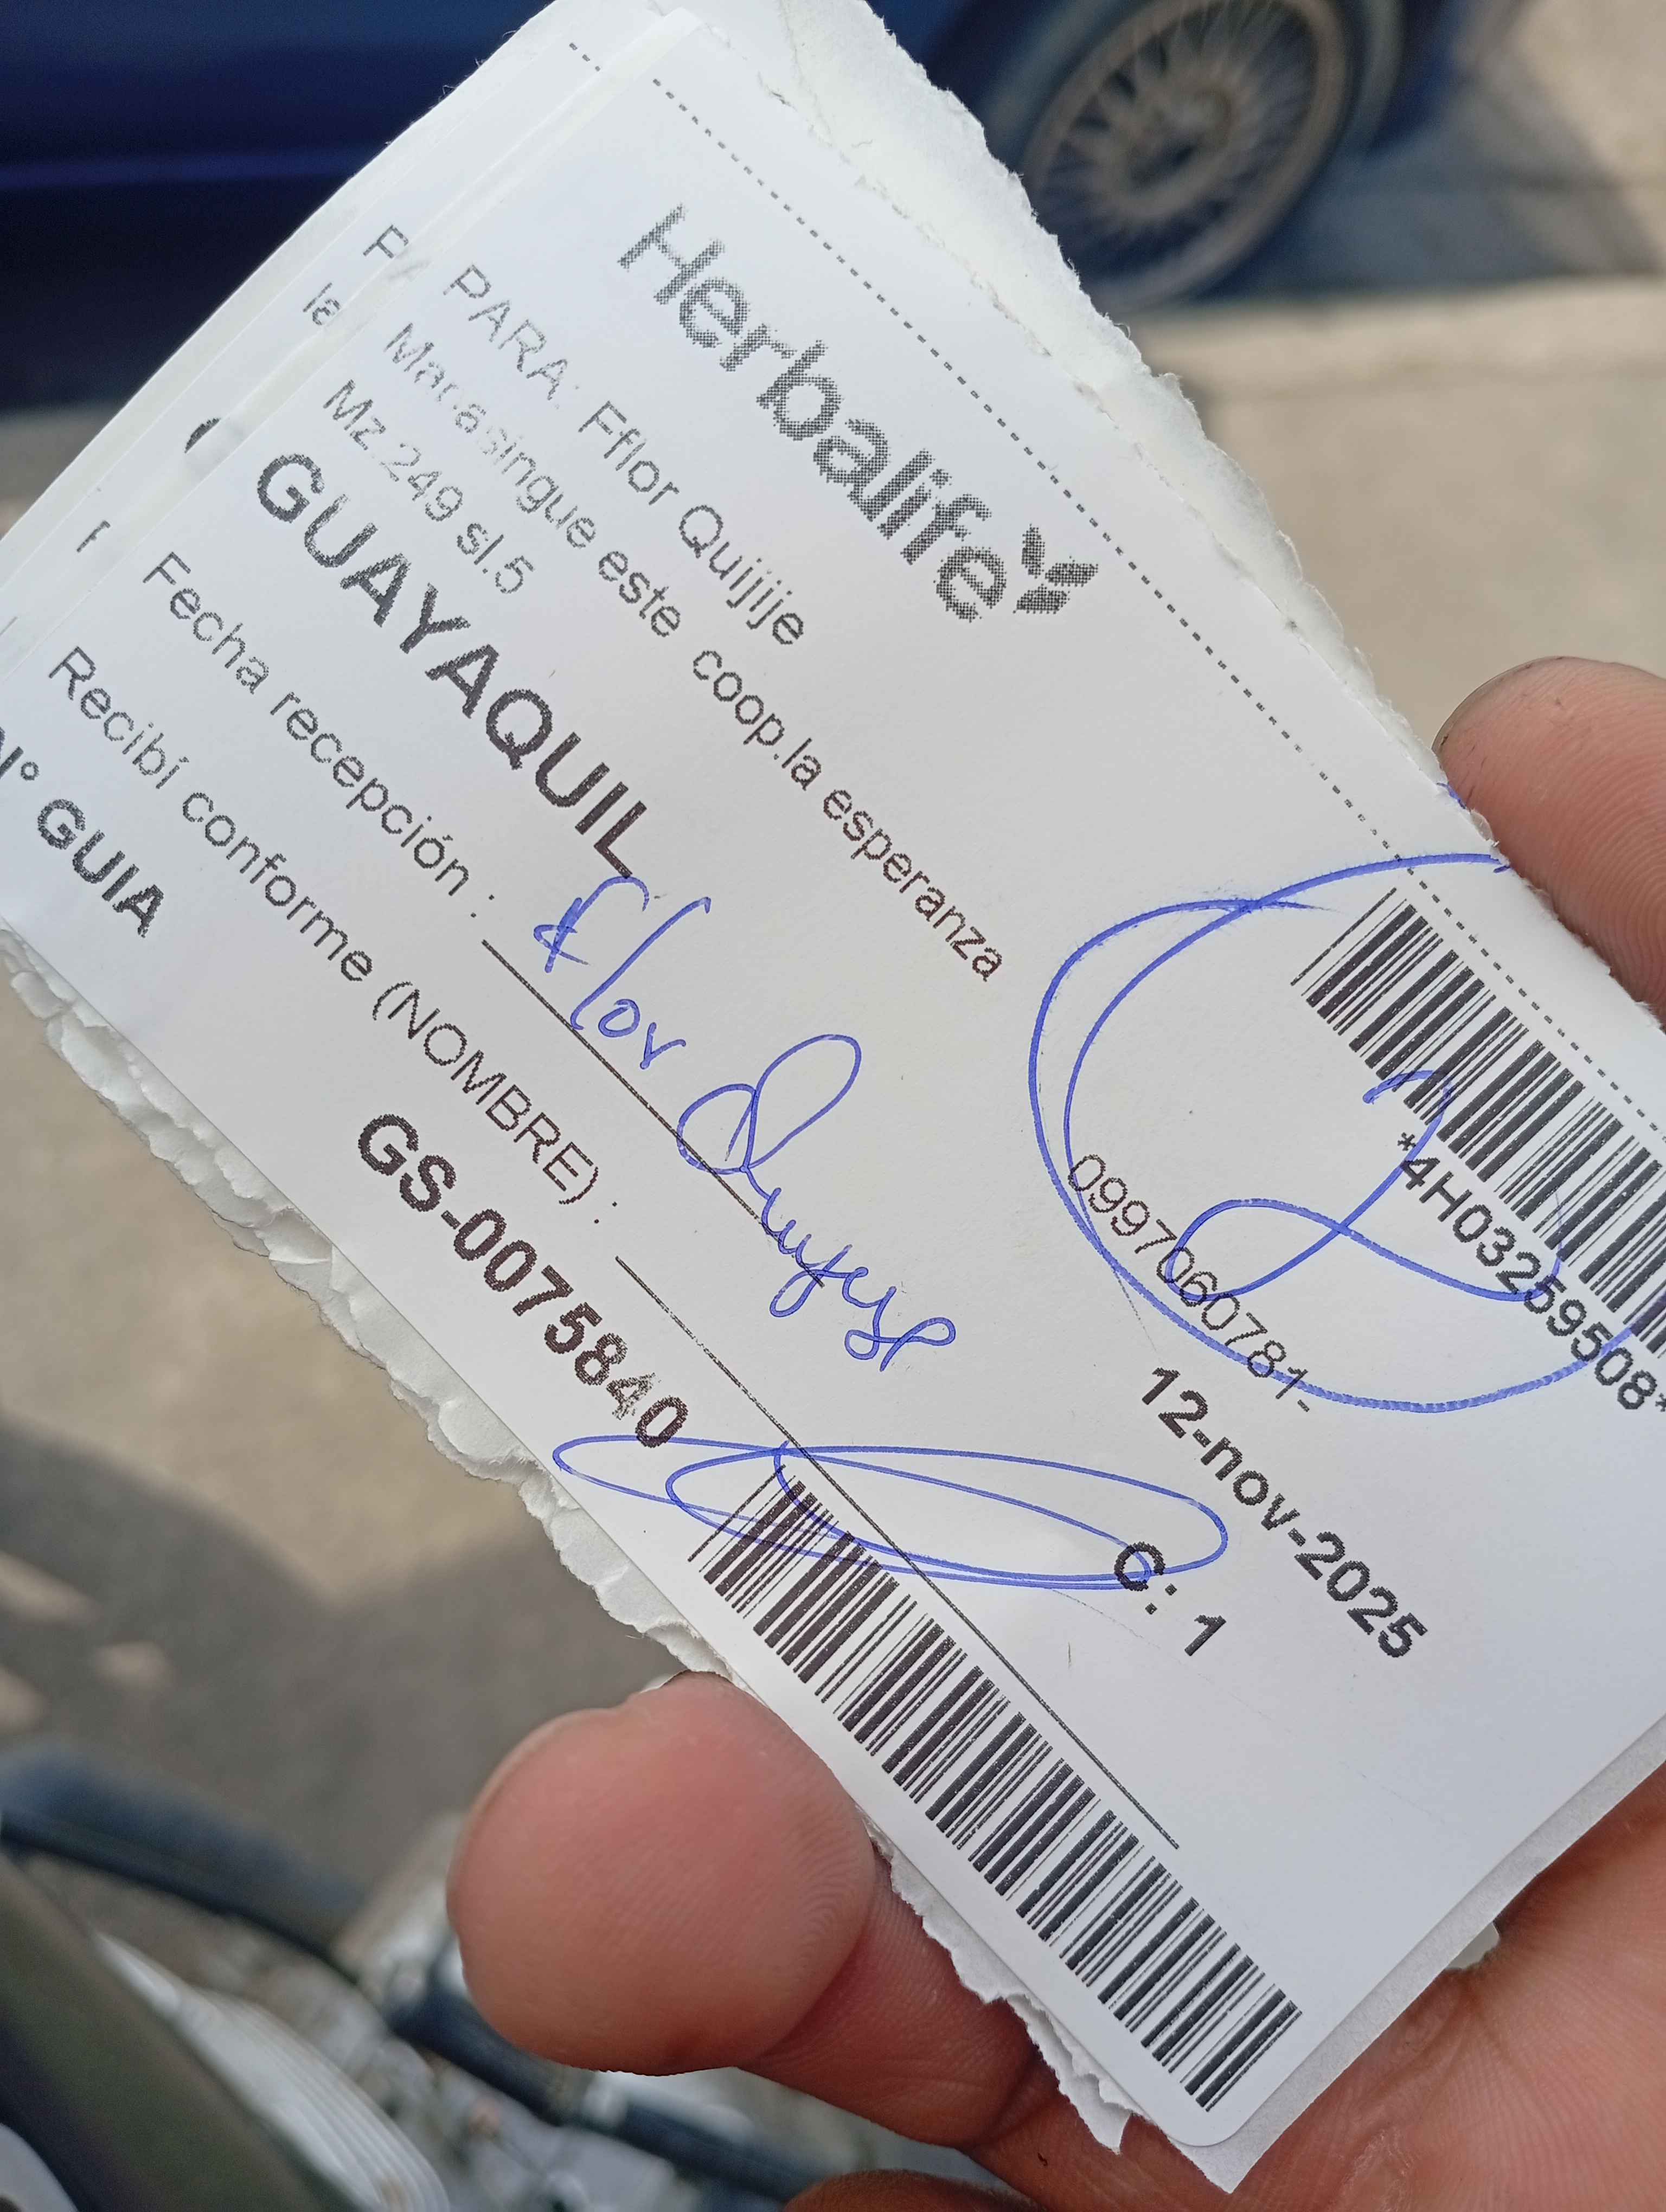 Herbalife
*4H03259508*
PARA: Fflor Quijije
singue este coop.la esperanza
0997060781-
Mz.249 sl.5
GUAYAQUIL
12-nov-2025
Fecha recepción :
Flor
C: 1
Recibí conforme (NOMBRE) :
N° GUIA
GS-0075840